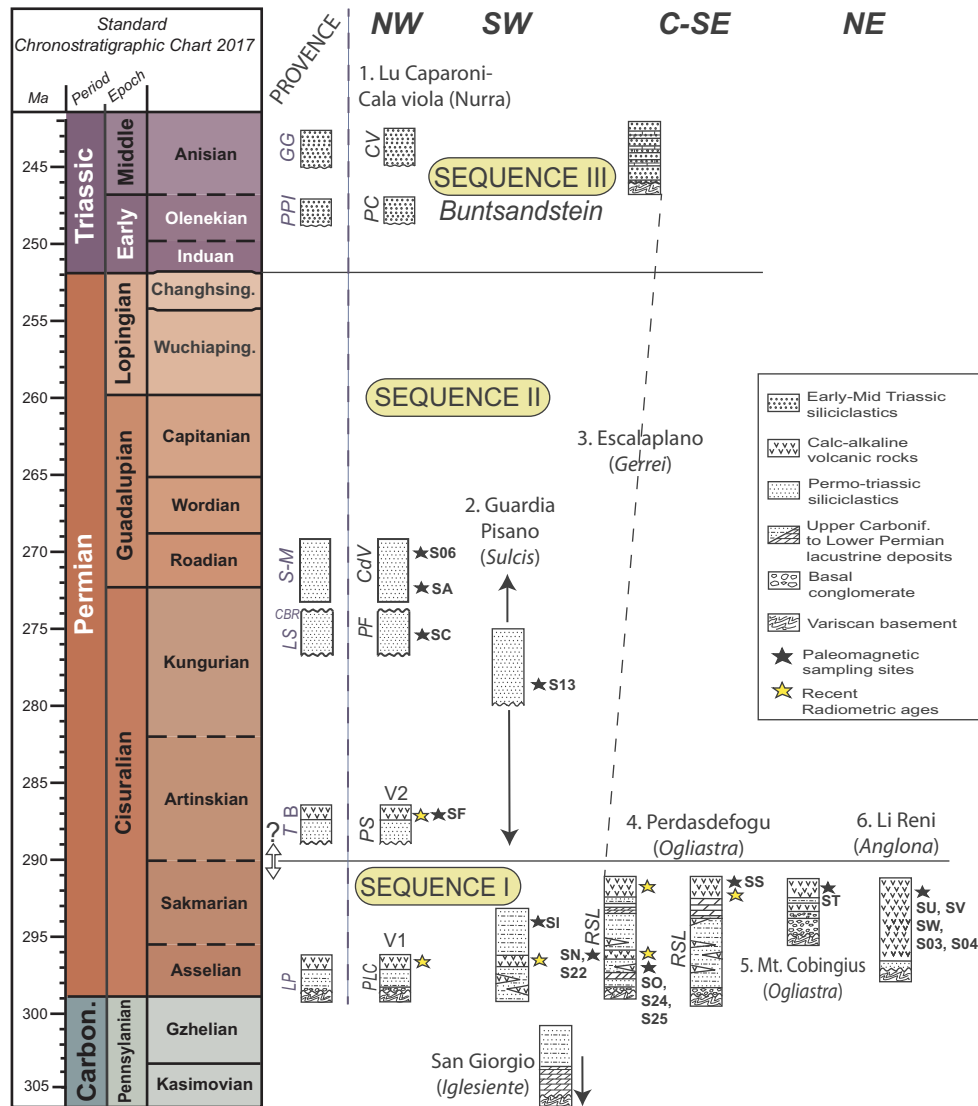 Standard
Chronostratigraphic Chart 2017
Ma
Period
Epoch
PROVENCE
NW
SW
C-SE
NE
1. Lu Caparoni-
Cala viola (Nurra)
Triassic
Middle
Early
Anisian
Olenekian
Induan
245
250
GG
CV
PPI
PC
SEQUENCE III
Buntsandstein
Permian
Lopingian
Guadalupian
Cisuralian
Changhsing.
Wuchiaping.
Capitanian
Wordian
Roadian
Kungurian
Artinskian
Sakmarian
Asselian
255
260
265
270
275
280
285
290
295
300
305
SEQUENCE II
3. Escalaplano
(Gerrei)
2. Guardia
Pisano
(Sulcis)
S-M
CdV
S06
SA
CBR
LS
PF
SC
S13
V2
T B
PS
SF
?
4. Perdasdefogu
(Ogliastra)
6. Li Reni
(Anglona)
SEQUENCE I
V1
LP
PLC
SI
SN,
S22
RSL
SO,
S24,
S25
RSL
SS
ST
5. Mt. Cobingius
(Ogliastra)
SU, SV
SW,
S03, S04
Carbon.
Pennsylvanian
Gzhelian
Kasimovian
San Giorgio
(Iglesiente)
Early-Mid Triassic
siliciclastics
Calc-alkaline
volcanic rocks
Permo-triassic
siliciclastics
Upper Carbonif.
to Lower Permian
lacustrine deposits
Basal
conglomerate
Variscan basement
Paleomagnetic
sampling sites
Recent
Radiometric ages